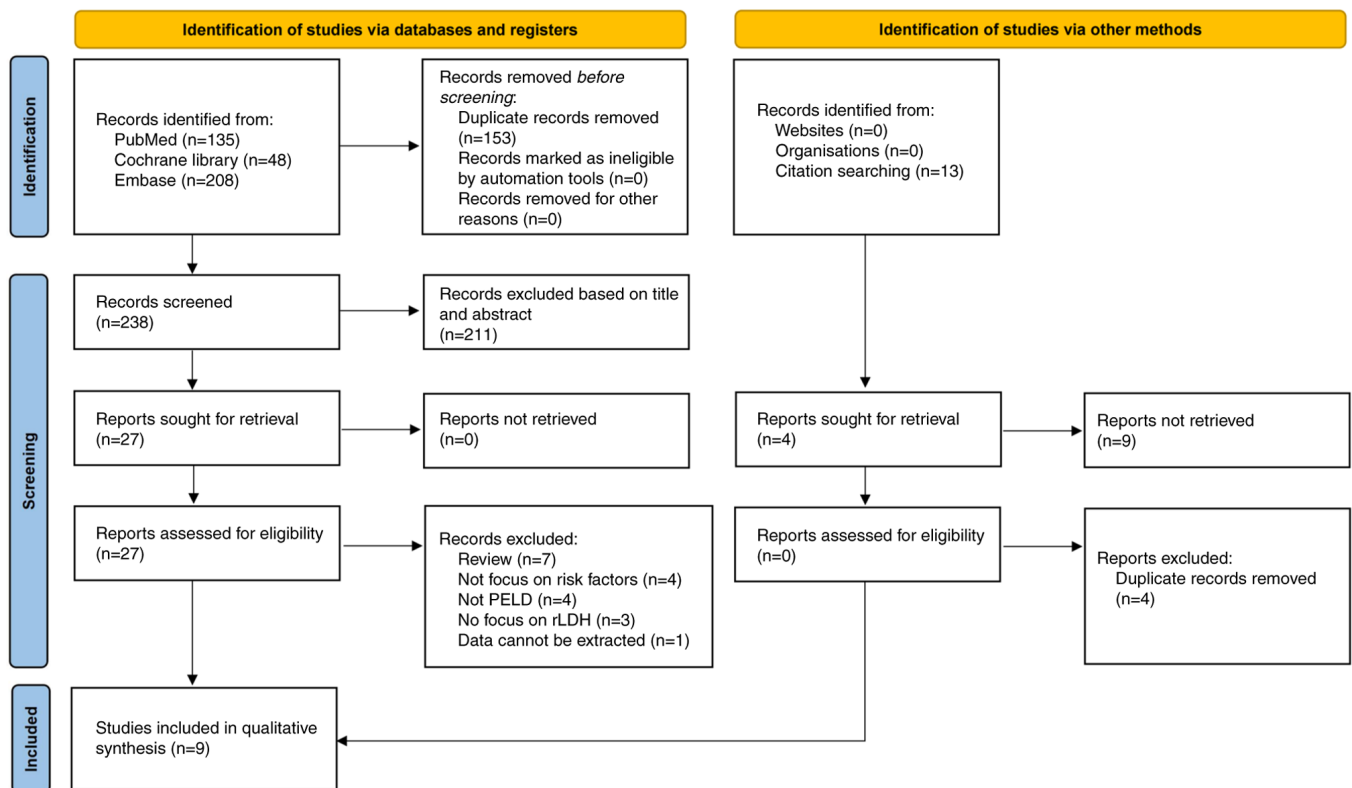 Identification of studies via databases and registers
Identification of studies via other methods
Identification
Records identified from:
PubMed (n=135)
Cochrane library (n=48)
Embase (n=208)
Records removed before
screening:
Duplicate records removed
(n=153)
Records marked as ineligible
by automation tools (n=0)
Records removed for other
reasons (n=0)
Records identified from:
Websites (n=0)
Organisations (n=0)
Citation searching (n=13)
Screening
Records screened
(n=238)
Records excluded based on title
and abstract
(n=211)
Reports sought for retrieval
(n=27)
Reports not retrieved
(n=0)
Reports sought for retrieval
(n=4)
Reports not retrieved
(n=9)
Reports assessed for eligibility
(n=27)
Records excluded:
Review (n=7)
Not focus on risk factors (n=4)
Not PELD (n=4)
No focus on rLDH (n=3)
Data cannot be extracted (n=1)
Reports assessed for eligibility
(n=0)
Reports excluded:
Duplicate records removed
(n=4)
Included
Studies included in qualitative
synthesis (n=9)